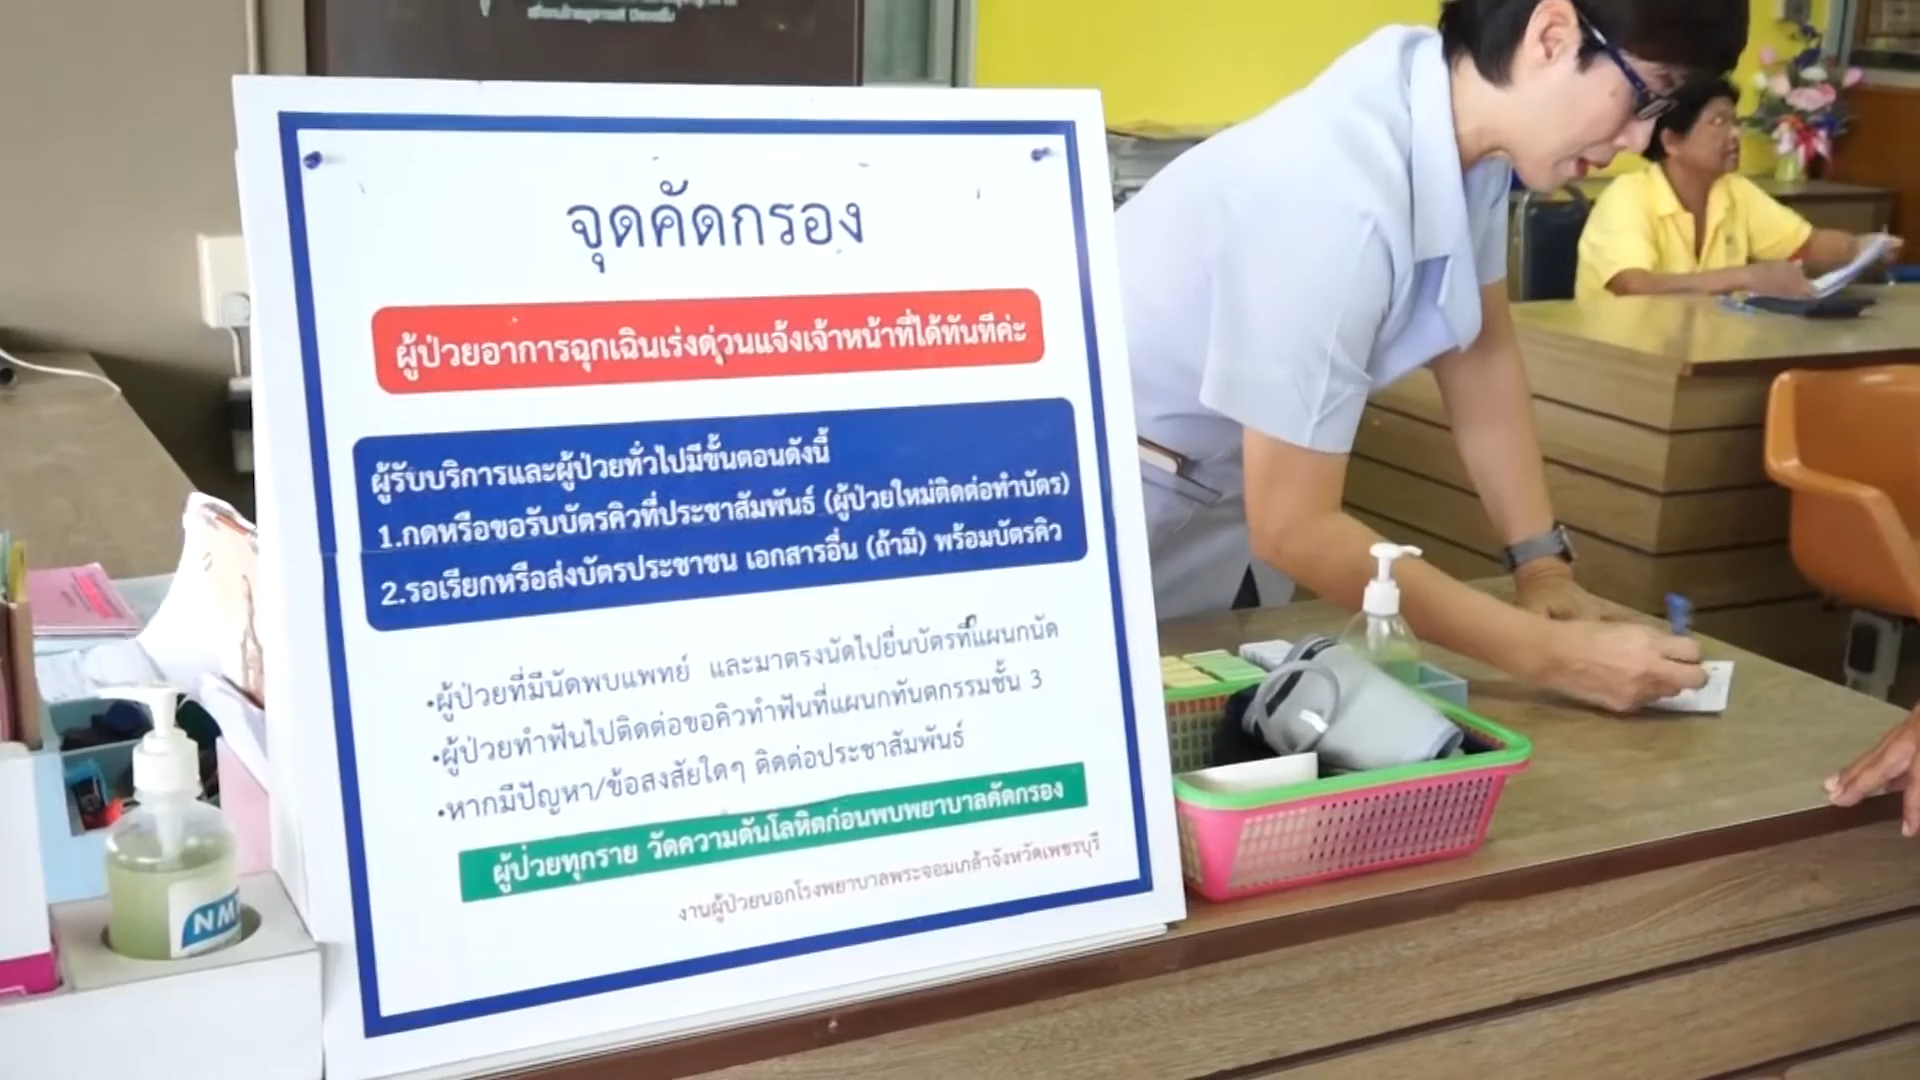 จุดคัดกรอง
ผู้ป่วยอาการฉุกเฉินเร่งด่วนแจ้งเจ้าหน้าที่ได้ทันทีค่ะ
ผู้รับบริการและผู้ป่วยทั่วไปมีขั้นตอนดังนี้
1.กดหรือขอรับบัตรคิวที่ประชาสัมพันธ์ (ผู้ป่วยใหม่ติดต่อทำบัตร)
2.รอเรียกหรือส่งบัตรประชาชน เอกสารอื่น (ถ้ามี) พร้อมบัตรคิว
•ผู้ป่วยที่มีนัดพบแพทย์ และมาตรงนัดไปยื่นบัตรที่แผนกนัด
•ผู้ป่วยทำฟันไปติดต่อขอคิวทำฟันที่แผนกทันตกรรมชั้น 3
•หากมีปัญหา/ข้อสงสัยใดๆ ติดต่อประชาสัมพันธ์
ผู้ป่วยทุกราย วัดความดันโลหิตก่อนพบพยาบาลคัดกรอง
งานผู้ป่วยนอกโรงพยาบาลพระจอมเกล้าจังหวัดเพชรบุรี